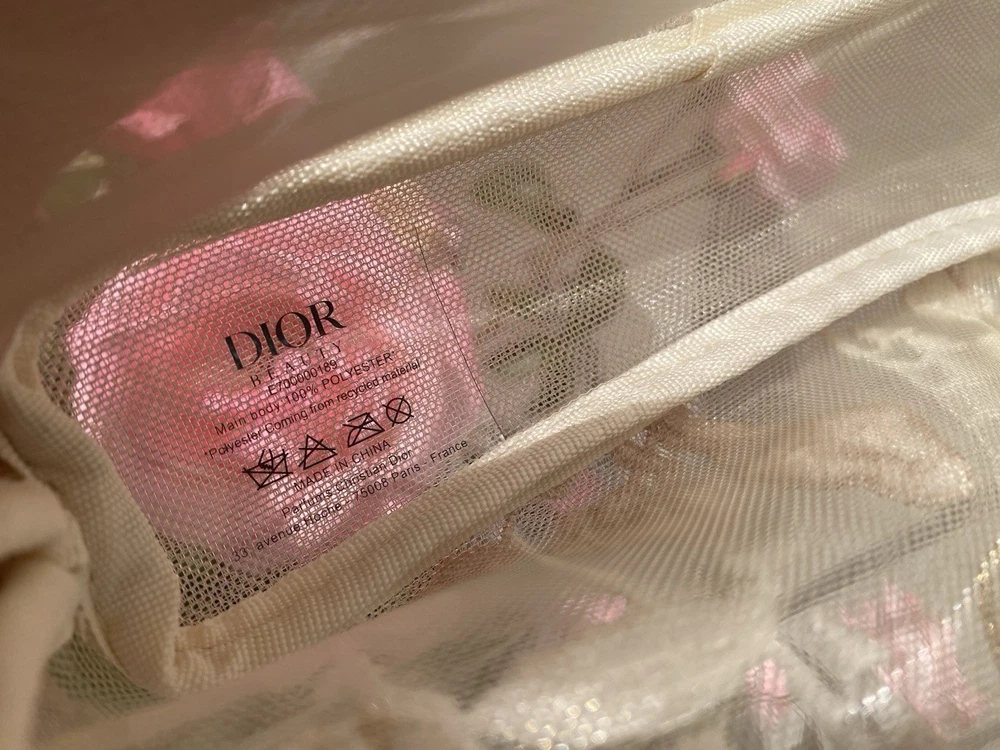 DIOR
BEAUTY
E700000189
Main body:100% POLYESTER*
*Polyester Coming from recycled material
MADE IN CHINA
Parfums Christian Dior
33, avenue Hoche - 75008 Paris - France